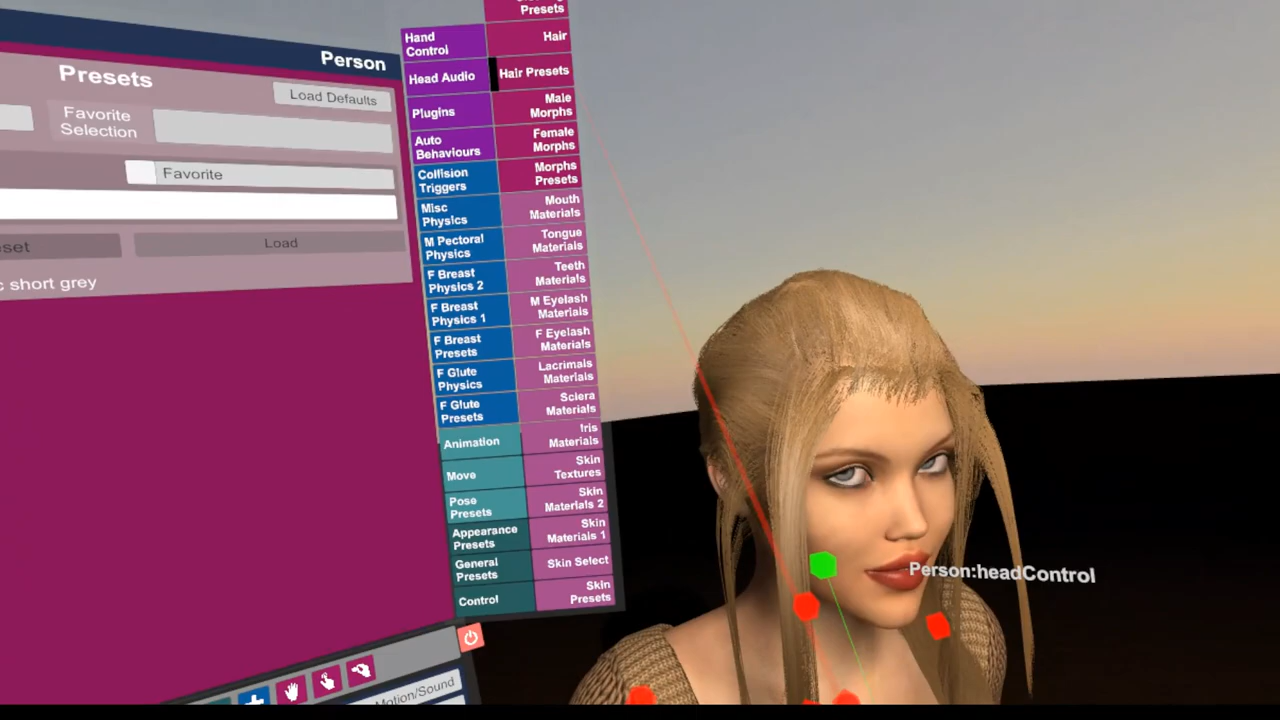 Person
Presets
Load Defaults
Favorite
Selection
Favorite
Load
short grey
Hand
Control
Head Audio
Plugins
Auto
Behaviours
Collision
Triggers
Misc
Physics
M Pectoral
Physics
F Breast
Physics 2
F Breast
Physics 1
F Breast
Presets
F Glute
Physics
F Glute
Presets
Animation
Move
Pose
Presets
Appearance
Presets
General
Presets
Control
Presets
Hair
Hair Presets
Male
Morphs
Female
Morphs
Morphs
Presets
Mouth
Materials
Tongue
Materials
Teeth
Materials
M Eyelash
Materials
F Eyelash
Materials
Lacrimals
Materials
Sclera
Materials
Iris
Materials
Skin
Textures
Skin
Materials 2
Skin
Materials 1
Skin Select
Skin
Presets
Person:headControl
Motion/Sound